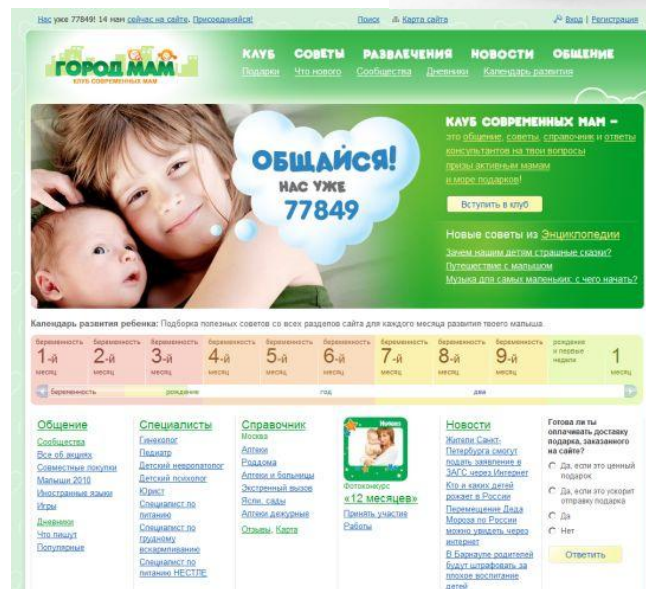 Нас уже 77849! 14 мам сейчас на сайте. Присоединяйся!
Поиск Карта сайта
Вход | Регистрация
ГОРОД МАМ
КЛУБ СОВРЕМЕННЫХ МАМ
КЛУБ СОВЕТЫ РАЗВЛЕЧЕНИЯ НОВОСТИ ОБЩЕНИЕ
Подарки Что нового Сообщества Дневники Календарь развития
ОБЩАЙСЯ!
НАС УЖЕ
77849
КЛУБ СОВРЕМЕННЫХ МАМ –
это общение, советы, справочник и ответы
консультантов на твои вопросы
призы активным мамам
и море подарков!
Вступить в клуб
Новые советы из Энциклопедии
Зачем нашим детям страшные сказки?
Путешествие с малышом
Музыка для самых маленьких: с чего начать?
Календарь развития ребенка: Подборка полезных советов со всех разделов сайта для каждого месяца развития твоего малыша.
беременность беременность беременность беременность беременность беременность беременность беременность беременность рождение
и первые
недели
1-й 2-й 3-й 4-й 5-й 6-й 7-й 8-й 9-й 1
месяц месяц месяц месяц месяц месяц месяц месяц месяц месяц
беременность рождение год два
Общение
Сообщества
Все об акциях
Совместные покупки
Малыши 2010
Иностранные языки
Игры
Дневники
Что пишут
Популярные
Специалисты
Гинеколог
Педиатр
Детский невропатолог
Детский психолог
Юрист
Специалист по
питанию
Специалист по
грудному
вскармливанию
Специалист по
питанию НЕСТЛЕ
Справочник
Москва
Аптеки
Роддома
Аптеки и больницы
Экстренный вызов
Ясли, сады
Аптеки дежурные
Отзывы, Карта
Фотоконкурс
«12 месяцев»
Принять участие
Работы
Новости
Жители Санкт-
Петербурга смогут
подать заявление в
ЗАГС через Интернет
Кто и каких детей
рожает в России
Перемещение Деда
Мороза по России
можно увидеть через
интернет
В Барнауле родителей
будут штрафовать за
плохое воспитание
детей
Готова ли ты
оплачивать доставку
подарка, заказанного
на сайте?
Да, если это ценный
подарок
Да, если это ускорит
отправку подарка
Да
Нет
Ответить